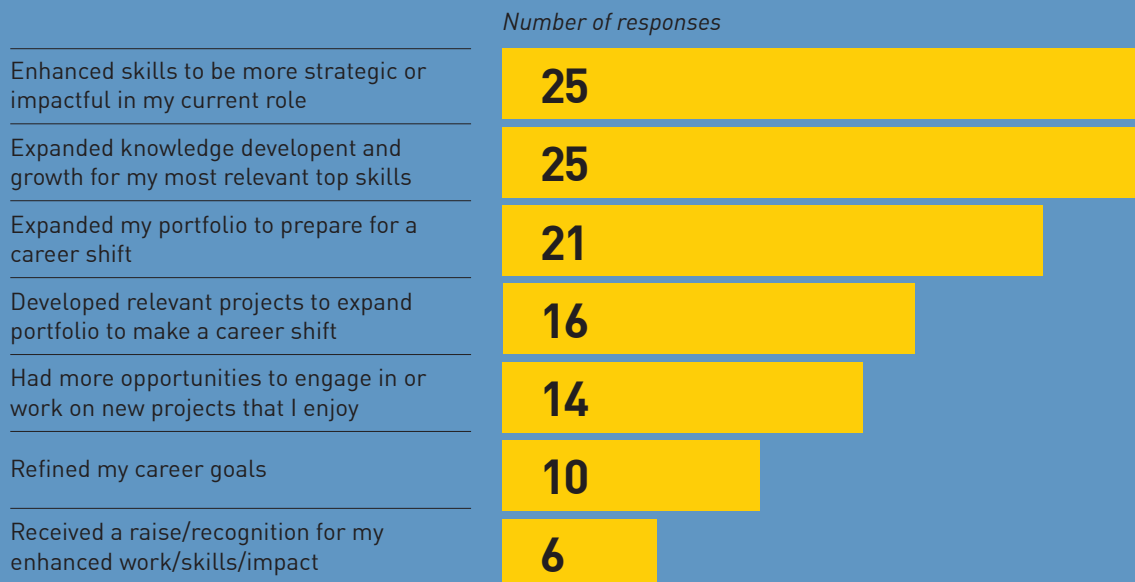 Number of responses
Enhanced skills to be more strategic or
impactful in my current role
25
Expanded knowledge developent and
growth for my most relevant top skills
25
Expanded my portfolio to prepare for a
career shift
21
Developed relevant projects to expand
portfolio to make a career shift
16
Had more opportunities to engage in or
work on new projects that I enjoy
14
Refined my career goals
10
Received a raise/recognition for my
enhanced work/skills/impact
6